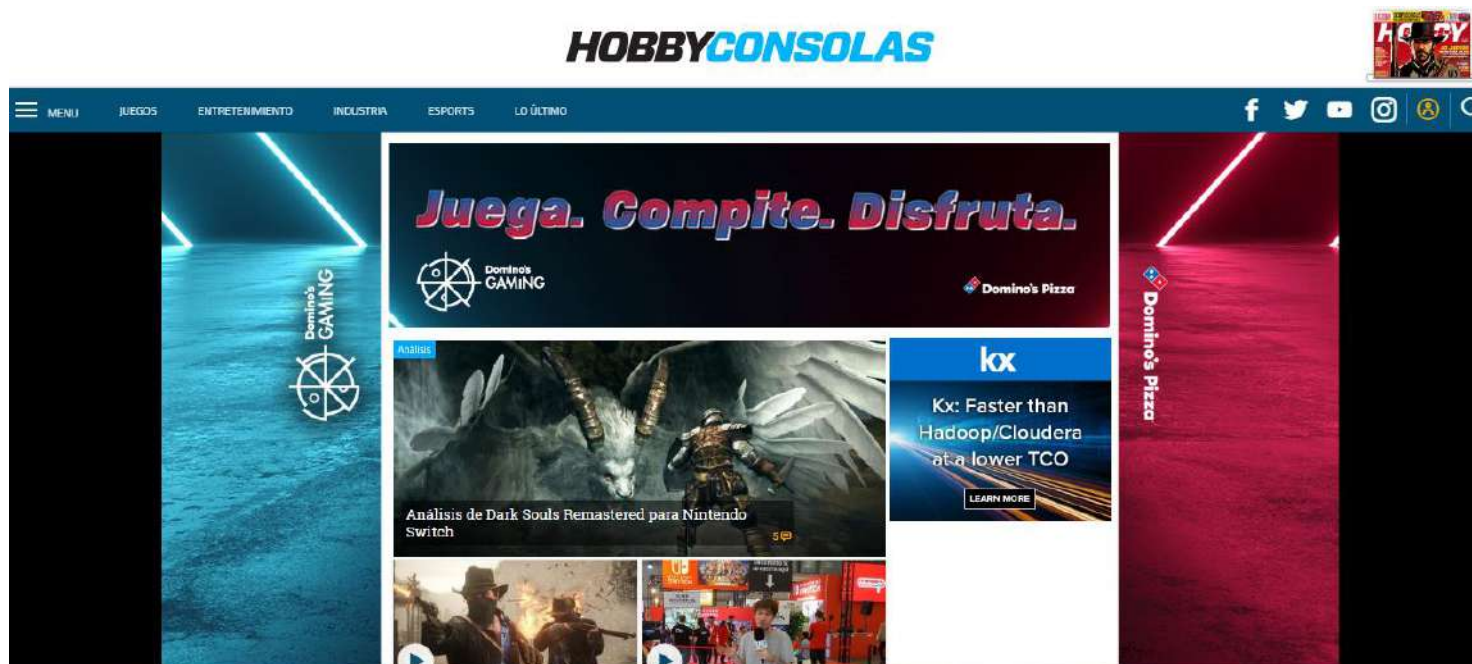 HOBBYCONSOLAS
HOBBY
MENU JUEGOS ENTRETENIMIENTO INDUSTRIA ESPORTS LO ÚLTIMO
Juega. Compite. Disfruta.
Domino's
GAMING
Domino's Pizza
Domino's
GAMING
Domino's Pizza
Análisis
Análisis de Dark Souls Remastered para Nintendo
Switch
5
kx
Kx: Faster than
Hadoop/Cloudera
at a lower TCO
LEARN MORE